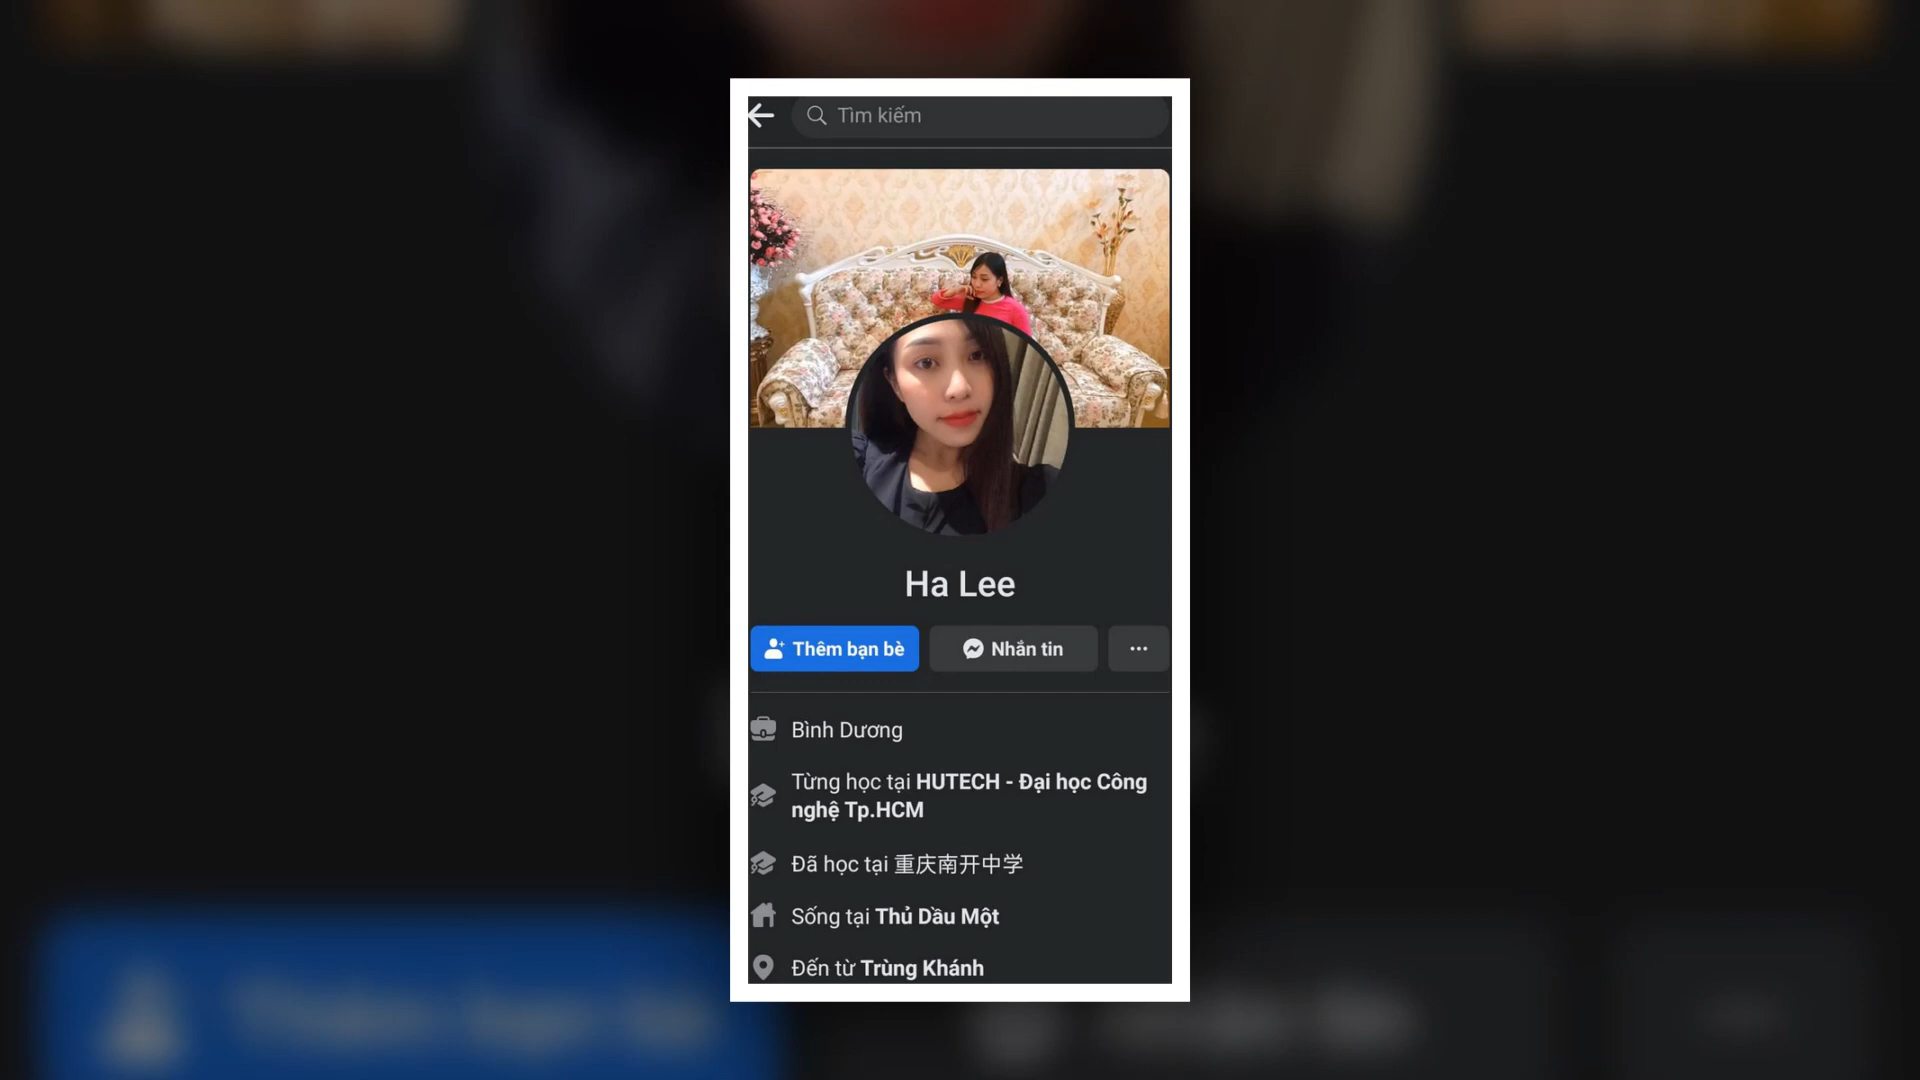 Tìm kiếm
Ha Lee
Thêm bạn bè
Nhắn tin
Bình Dương
Từng học tại HUTECH - Đại học Công
nghệ Tp.HCM
Đã học tại 重庆南开中学
Sống tại Thủ Dầu Một
Đến từ Trùng Khánh